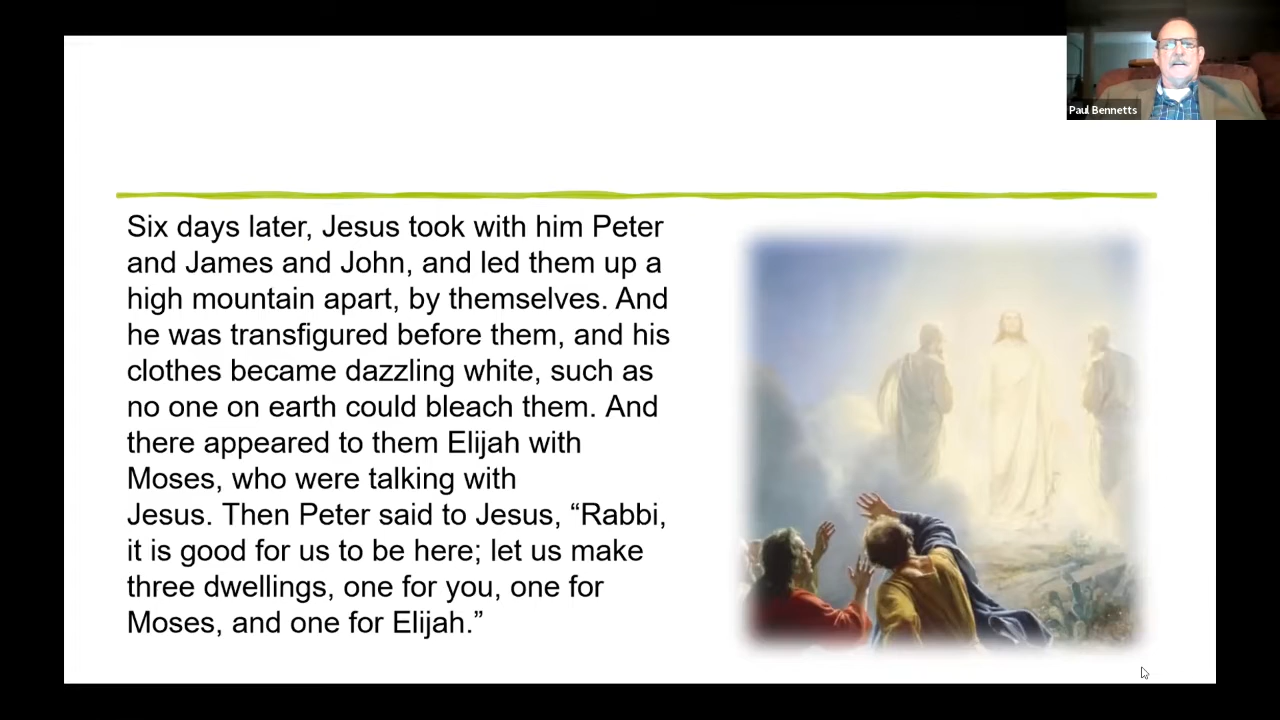 Paul Bennetts
Six days later, Jesus took with him Peter
and James and John, and led them up a
high mountain apart, by themselves. And
he was transfigured before them, and his
clothes became dazzling white, such as
no one on earth could bleach them. And
there appeared to them Elijah with
Moses, who were talking with
Jesus. Then Peter said to Jesus, “Rabbi,
it is good for us to be here; let us make
three dwellings, one for you, one for
Moses, and one for Elijah.”